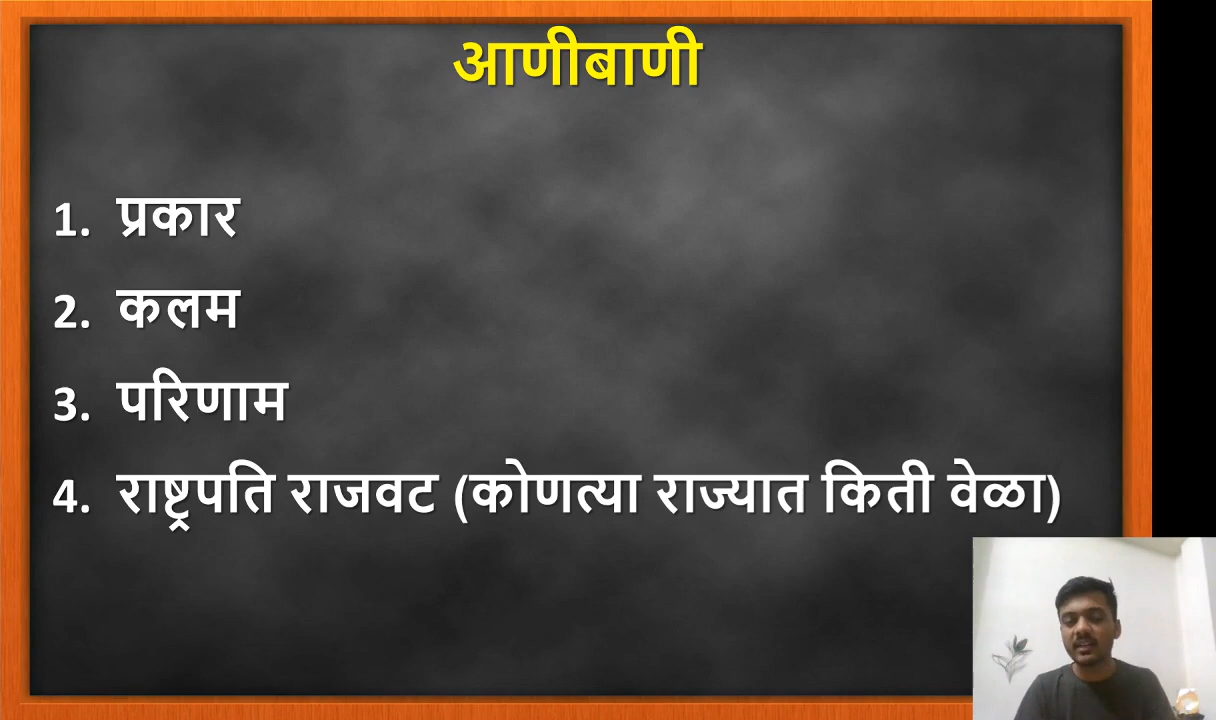 आणीबाणी
1. प्रकार
2. कलम
3. परिणाम
4. राष्ट्रपति राजवट (कोणत्या राज्यात किती वेळा)